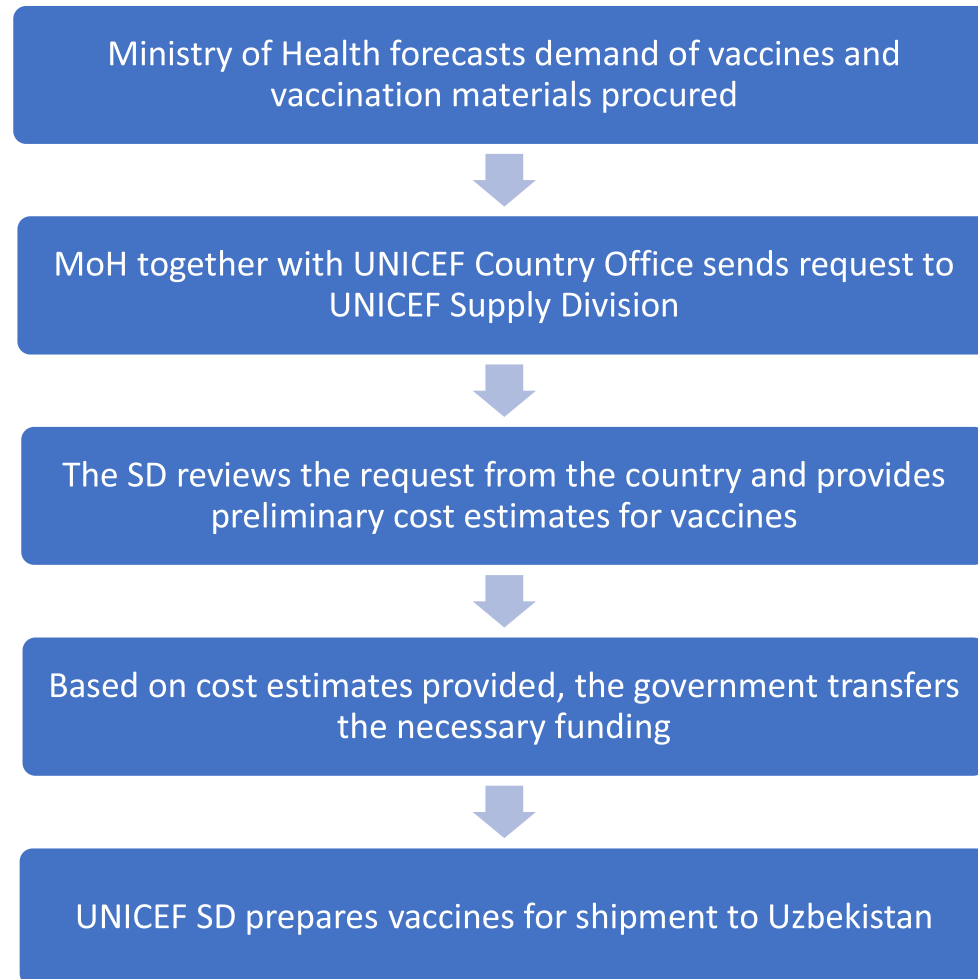 Ministry of Health forecasts demand of vaccines and
vaccination materials procured
MoH together with UNICEF Country Office sends request to
UNICEF Supply Division
The SD reviews the request from the country and provides
preliminary cost estimates for vaccines
Based on cost estimates provided, the government transfers
the necessary funding
UNICEF SD prepares vaccines for shipment to Uzbekistan